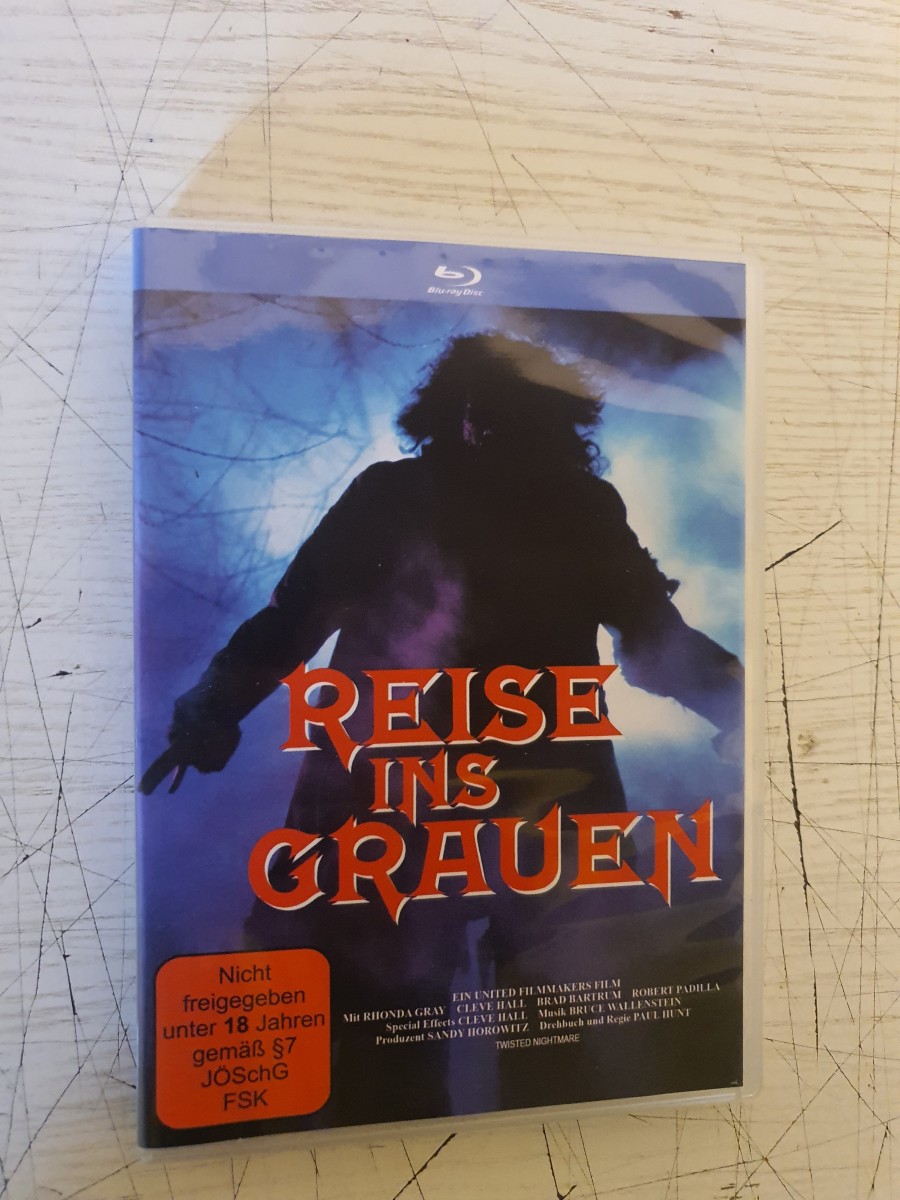 Blu-ray Disc
REISE
INS
GRAUEN
Nicht
freigegeben
unter 18 Jahren
gemäß §7
JÖSchG
FSK
EIN UNITED FILMMAKERS FILM
Mit RHONDA GRAY CLEVE HALL BRAD BARTRUM ROBERT PADILLA
Special Effects CLEVE HALL Musik BRUCE WALLENSTEIN
Produzent SANDY HOROWITZ Drehbuch und Regie PAUL HUNT
TWISTED NIGHTMARE